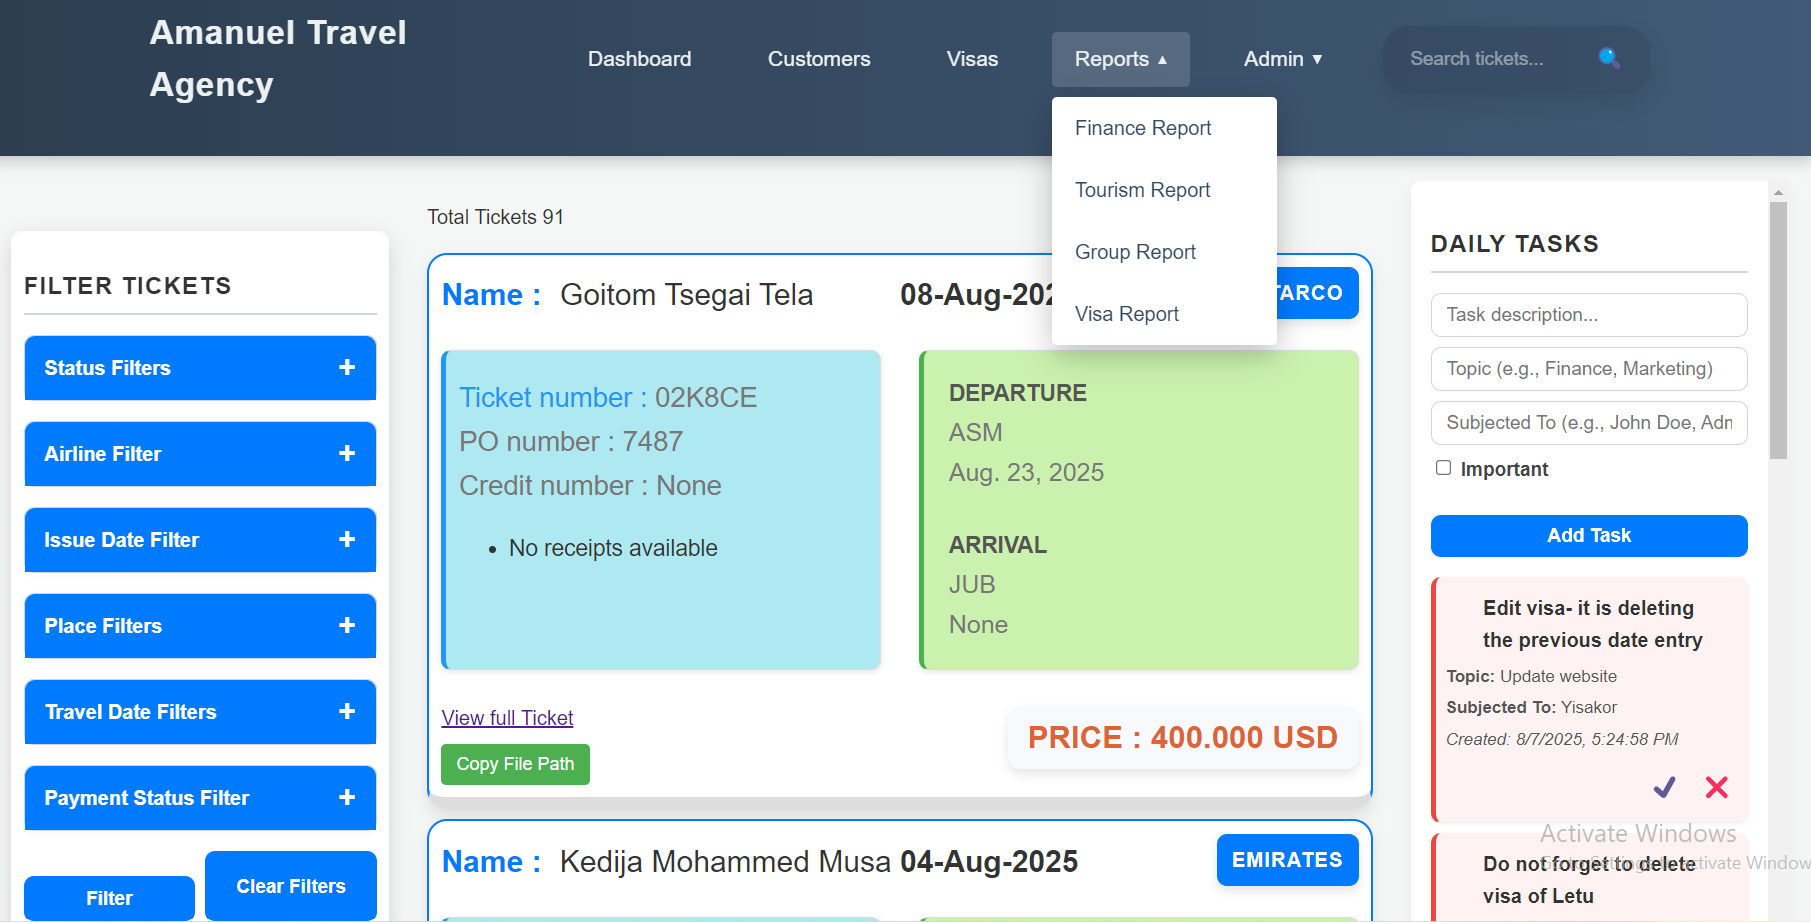 Amanuel Travel
Agency
Dashboard
Customers
Visas
Reports ▲
Admin ▼
Search tickets...
Finance Report
Tourism Report
Group Report
Visa Report
Total Tickets 91
FILTER TICKETS
Status Filters +
Airline Filter +
Issue Date Filter +
Place Filters +
Travel Date Filters +
Payment Status Filter +
Filter
Clear Filters
Name : Goitom Tsegai Tela 08-Aug-202
TARCO
Ticket number : 02K8CE
PO number : 7487
Credit number : None
• No receipts available
DEPARTURE
ASM
Aug. 23, 2025
ARRIVAL
JUB
None
View full Ticket
Copy File Path
PRICE : 400.000 USD
Name : Kedija Mohammed Musa 04-Aug-2025
EMIRATES
DAILY TASKS
Task description...
Topic (e.g., Finance, Marketing)
Subjected To (e.g., John Doe, Adn
Important
Add Task
Edit visa- it is deleting
the previous date entry
Topic: Update website
Subjected To: Yisakor
Created: 8/7/2025, 5:24:58 PM
Activate Windows
Go to Settings to activate Window
Do not forget to delete
visa of Letu